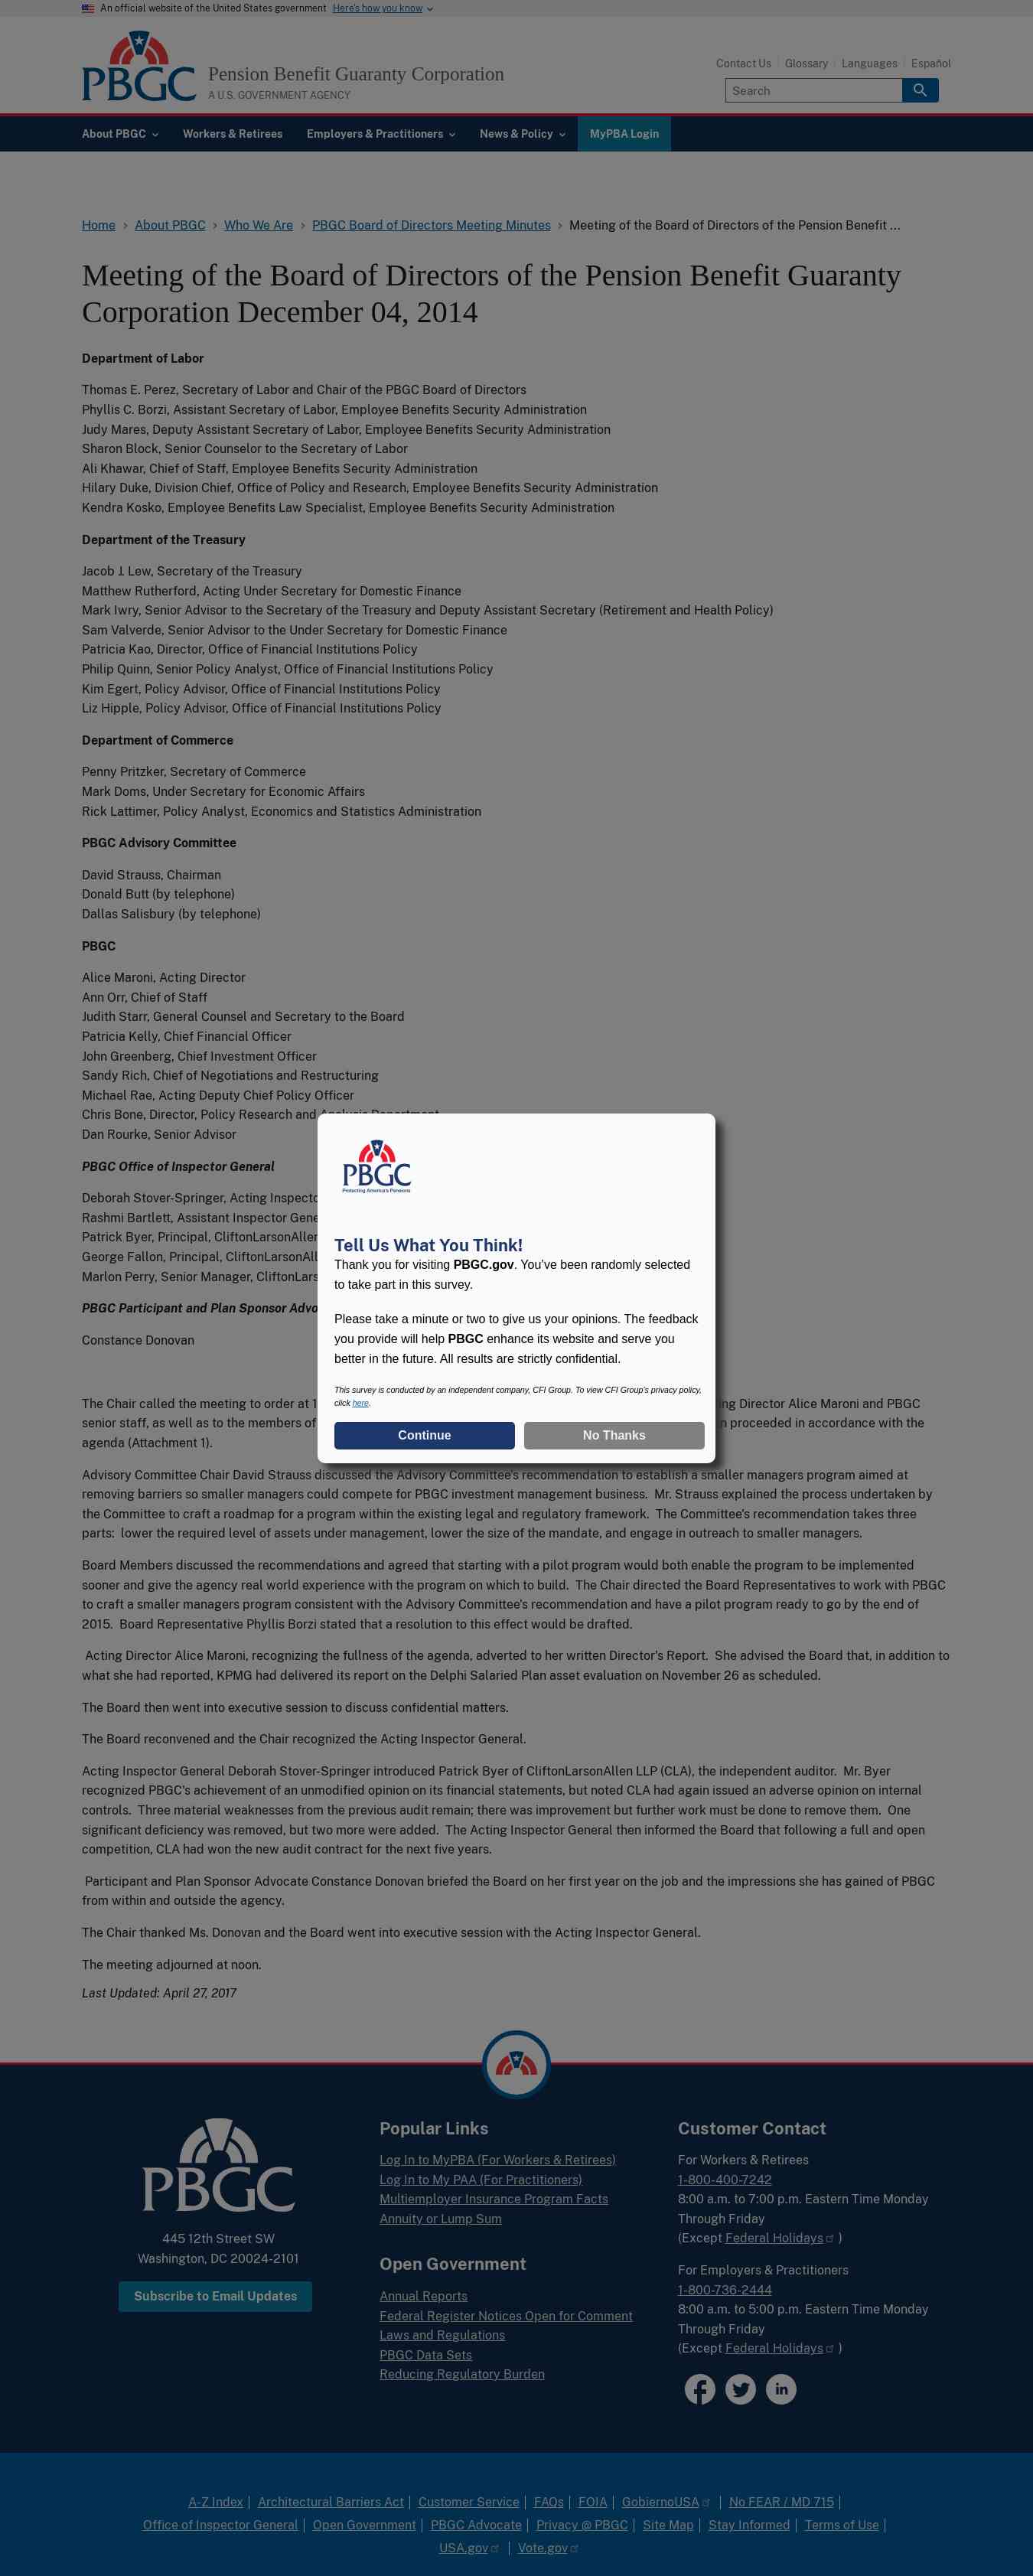 An official website of the United States government Here's how you know
PBGC
Pension Benefit Guaranty Corporation
A U.S. GOVERNMENT AGENCY
Contact Us
Glossary
Languages
Español
Search
About PBGC
Workers & Retirees
Employers & Practitioners
News & Policy
MyPBA Login
Home
About PBGC
Who We Are
PBGC Board of Directors Meeting Minutes
Meeting of the Board of Directors of the Pension Benefit ...
Meeting of the Board of Directors of the Pension Benefit Guaranty
Corporation December 04, 2014
Department of Labor
Thomas E. Perez, Secretary of Labor and Chair of the PBGC Board of Directors
Phyllis C. Borzi, Assistant Secretary of Labor, Employee Benefits Security Administration
Judy Mares, Deputy Assistant Secretary of Labor, Employee Benefits Security Administration
Sharon Block, Senior Counselor to the Secretary of Labor
Ali Khawar, Chief of Staff, Employee Benefits Security Administration
Hilary Duke, Division Chief, Office of Policy and Research, Employee Benefits Security Administration
Kendra Kosko, Employee Benefits Law Specialist, Employee Benefits Security Administration
Department of the Treasury
Jacob J. Lew, Secretary of the Treasury
Matthew Rutherford, Acting Under Secretary for Domestic Finance
Mark Iwry, Senior Advisor to the Secretary of the Treasury and Deputy Assistant Secretary (Retirement and Health Policy)
Sam Valverde, Senior Advisor to the Under Secretary for Domestic Finance
Patricia Kao, Director, Office of Financial Institutions Policy
Philip Quinn, Senior Policy Analyst, Office of Financial Institutions Policy
Kim Egert, Policy Advisor, Office of Financial Institutions Policy
Liz Hipple, Policy Advisor, Office of Financial Institutions Policy
Department of Commerce
Penny Pritzker, Secretary of Commerce
Mark Doms, Under Secretary for Economic Affairs
Rick Lattimer, Policy Analyst, Economics and Statistics Administration
PBGC Advisory Committee
David Strauss, Chairman
Donald Butt (by telephone)
Dallas Salisbury (by telephone)
PBGC
Alice Maroni, Acting Director
Ann Orr, Chief of Staff
Judith Starr, General Counsel and Secretary to the Board
Patricia Kelly, Chief Financial Officer
John Greenberg, Chief Investment Officer
Sandy Rich, Chief of Negotiations and Restructuring
Michael Rae, Acting Deputy Chief Policy Officer
Chris Bone, Director, Policy Research and Analysis Department
Dan Rourke, Senior Advisor
PBGC Office of Inspector General
Deborah Stover-Springer, Acting Inspecto
Rashmi Bartlett, Assistant Inspector Gene
Patrick Byer, Principal, CliftonLarsonAllen
George Fallon, Principal, CliftonLarsonAll
Marlon Perry, Senior Manager, CliftonLars
PBGC Participant and Plan Sponsor Advo
Constance Donovan
PBGC
Protecting America's Pensions
Tell Us What You Think!
Thank you for visiting PBGC.gov. You've been randomly selected
to take part in this survey.
Please take a minute or two to give us your opinions. The feedback
you provide will help PBGC enhance its website and serve you
better in the future. All results are strictly confidential.
This survey is conducted by an independent company, CFI Group. To view CFI Group's privacy policy,
click here.
Continue
No Thanks
The Chair called the meeting to order at 1 ing Director Alice Maroni and PBGC
senior staff, as well as to the members of n proceeded in accordance with the
agenda (Attachment 1).
Advisory Committee Chair David Strauss discussed the Advisory Committee's recommendation to establish a smaller managers program aimed at
removing barriers so smaller managers could compete for PBGC investment management business. Mr. Strauss explained the process undertaken by
the Committee to craft a roadmap for a program within the existing legal and regulatory framework. The Committee's recommendation takes three
parts: lower the required level of assets under management, lower the size of the mandate, and engage in outreach to smaller managers.
Board Members discussed the recommendations and agreed that starting with a pilot program would both enable the program to be implemented
sooner and give the agency real world experience with the program on which to build. The Chair directed the Board Representatives to work with PBGC
to craft a smaller managers program consistent with the Advisory Committee's recommendation and have a pilot program ready to go by the end of
2015. Board Representative Phyllis Borzi stated that a resolution to this effect would be drafted.
Acting Director Alice Maroni, recognizing the fullness of the agenda, adverted to her written Director's Report. She advised the Board that, in addition to
what she had reported, KPMG had delivered its report on the Delphi Salaried Plan asset evaluation on November 26 as scheduled.
The Board then went into executive session to discuss confidential matters.
The Board reconvened and the Chair recognized the Acting Inspector General.
Acting Inspector General Deborah Stover-Springer introduced Patrick Byer of CliftonLarsonAllen LLP (CLA), the independent auditor. Mr. Byer
recognized PBGC's achievement of an unmodified opinion on its financial statements, but noted CLA had again issued an adverse opinion on internal
controls. Three material weaknesses from the previous audit remain; there was improvement but further work must be done to remove them. One
significant deficiency was removed, but two more were added. The Acting Inspector General then informed the Board that following a full and open
competition, CLA had won the new audit contract for the next five years.
Participant and Plan Sponsor Advocate Constance Donovan briefed the Board on her first year on the job and the impressions she has gained of PBGC
from within and outside the agency.
The Chair thanked Ms. Donovan and the Board went into executive session with the Acting Inspector General.
The meeting adjourned at noon.
Last Updated: April 27, 2017
PBGC
445 12th Street SW
Washington, DC 20024-2101
Subscribe to Email Updates
Popular Links
Log In to MyPBA (For Workers & Retirees)
Log In to My PAA (For Practitioners)
Multiemployer Insurance Program Facts
Annuity or Lump Sum
Open Government
Annual Reports
Federal Register Notices Open for Comment
Laws and Regulations
PBGC Data Sets
Reducing Regulatory Burden
Customer Contact
For Workers & Retirees
1-800-400-7242
8:00 a.m. to 7:00 p.m. Eastern Time Monday
Through Friday
(Except Federal Holidays )
For Employers & Practitioners
1-800-736-2444
8:00 a.m. to 5:00 p.m. Eastern Time Monday
Through Friday
(Except Federal Holidays )
A-Z Index | Architectural Barriers Act | Customer Service | FAQs | FOIA | GobiernoUSA | No FEAR / MD 715 |
Office of Inspector General | Open Government | PBGC Advocate | Privacy @ PBGC | Site Map | Stay Informed | Terms of Use |
USA.gov | Vote.gov